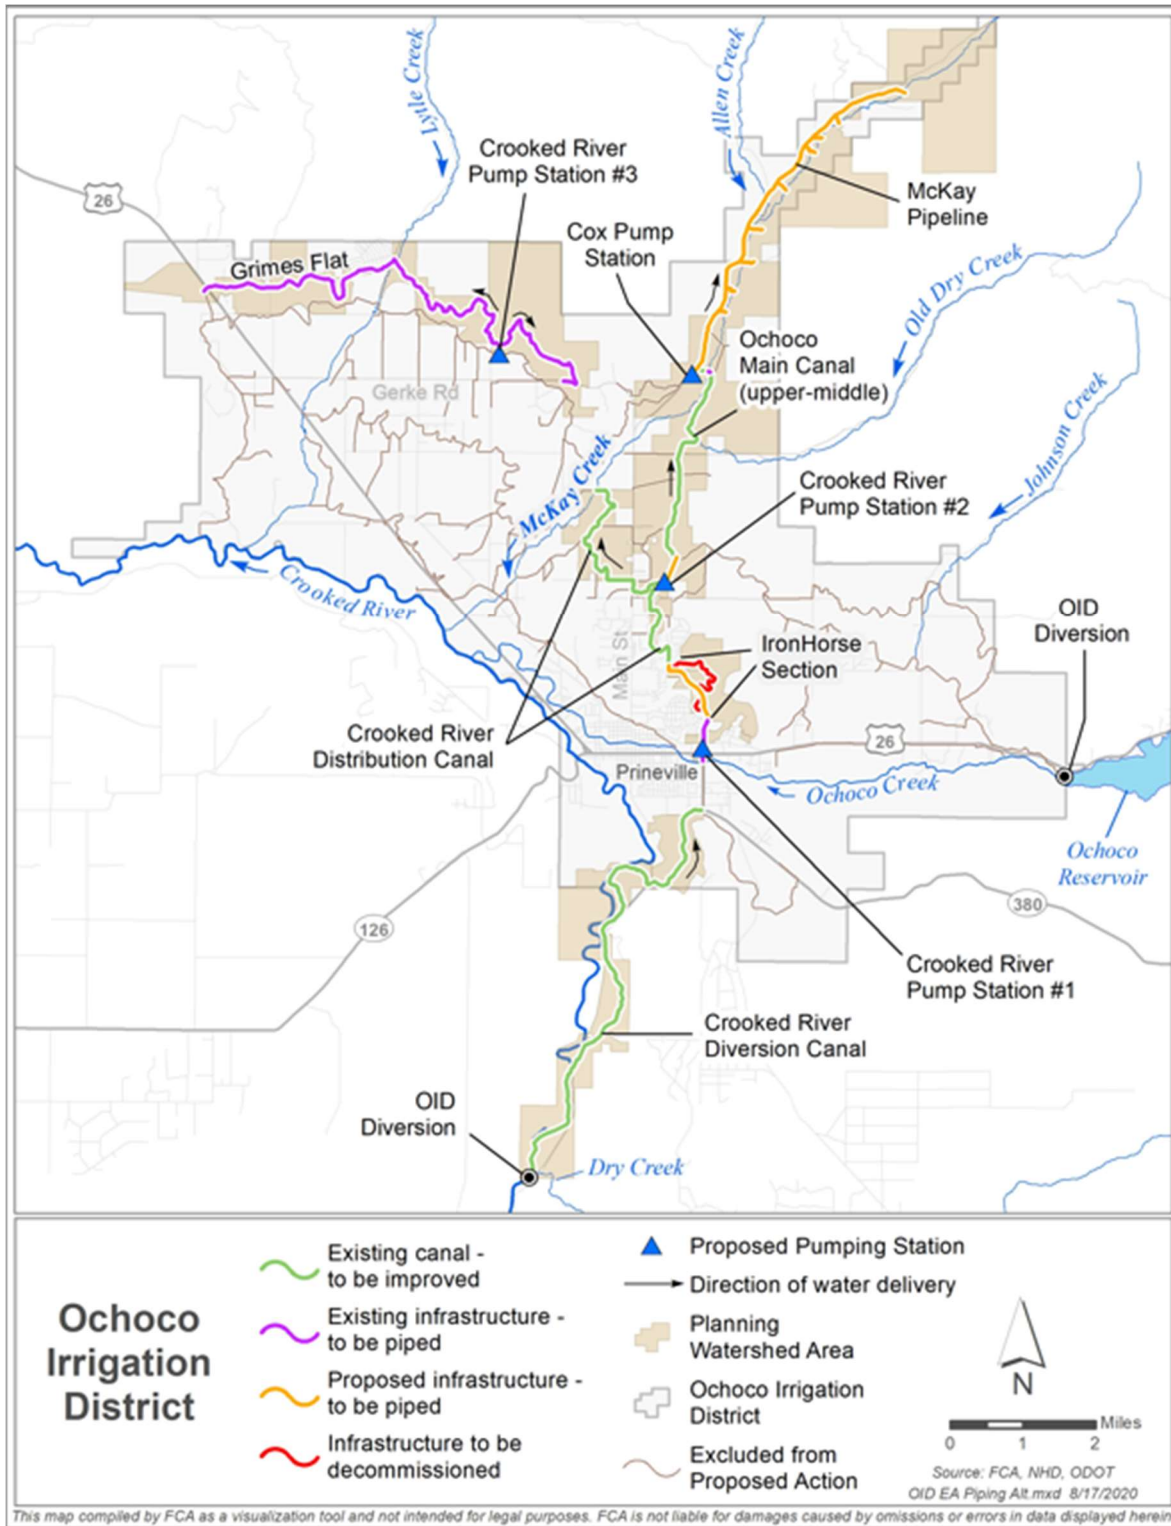 Lytle Creek
Allen Creek
Crooked River
Pump Station #3
26
McKay
Pipeline
Cox Pump
Station
Grimes Flat
Old Dry Creek
Ochoco
Main Canal
(upper-middle)
Gerke Rd
Johnson Creek
McKay Creek
Crooked River
Pump Station #2
Crooked River
OID
Diversion
IronHorse
Section
Main St
Crooked River
Distribution Canal
26
Prineville
Ochoco Creek
Ochoco
Reservoir
380
126
Crooked River
Pump Station #1
Crooked River
Diversion Canal
OID
Diversion
Dry Creek
Ochoco
Irrigation
District
Existing canal -
to be improved
Existing infrastructure -
to be piped
Proposed infrastructure -
to be piped
Infrastructure to be
decommissioned
Proposed Pumping Station
Direction of water delivery
Planning
Watershed Area
Ochoco Irrigation
District
Excluded from
Proposed Action
N
Miles
0 1 2
Source: FCA, NHD, ODOT
OID EA Piping Alt.mxd 8/17/2020
This map compiled by FCA as a visualization tool and not intended for legal purposes. FCA is not liable for damages caused by omissions or errors in data displayed herein